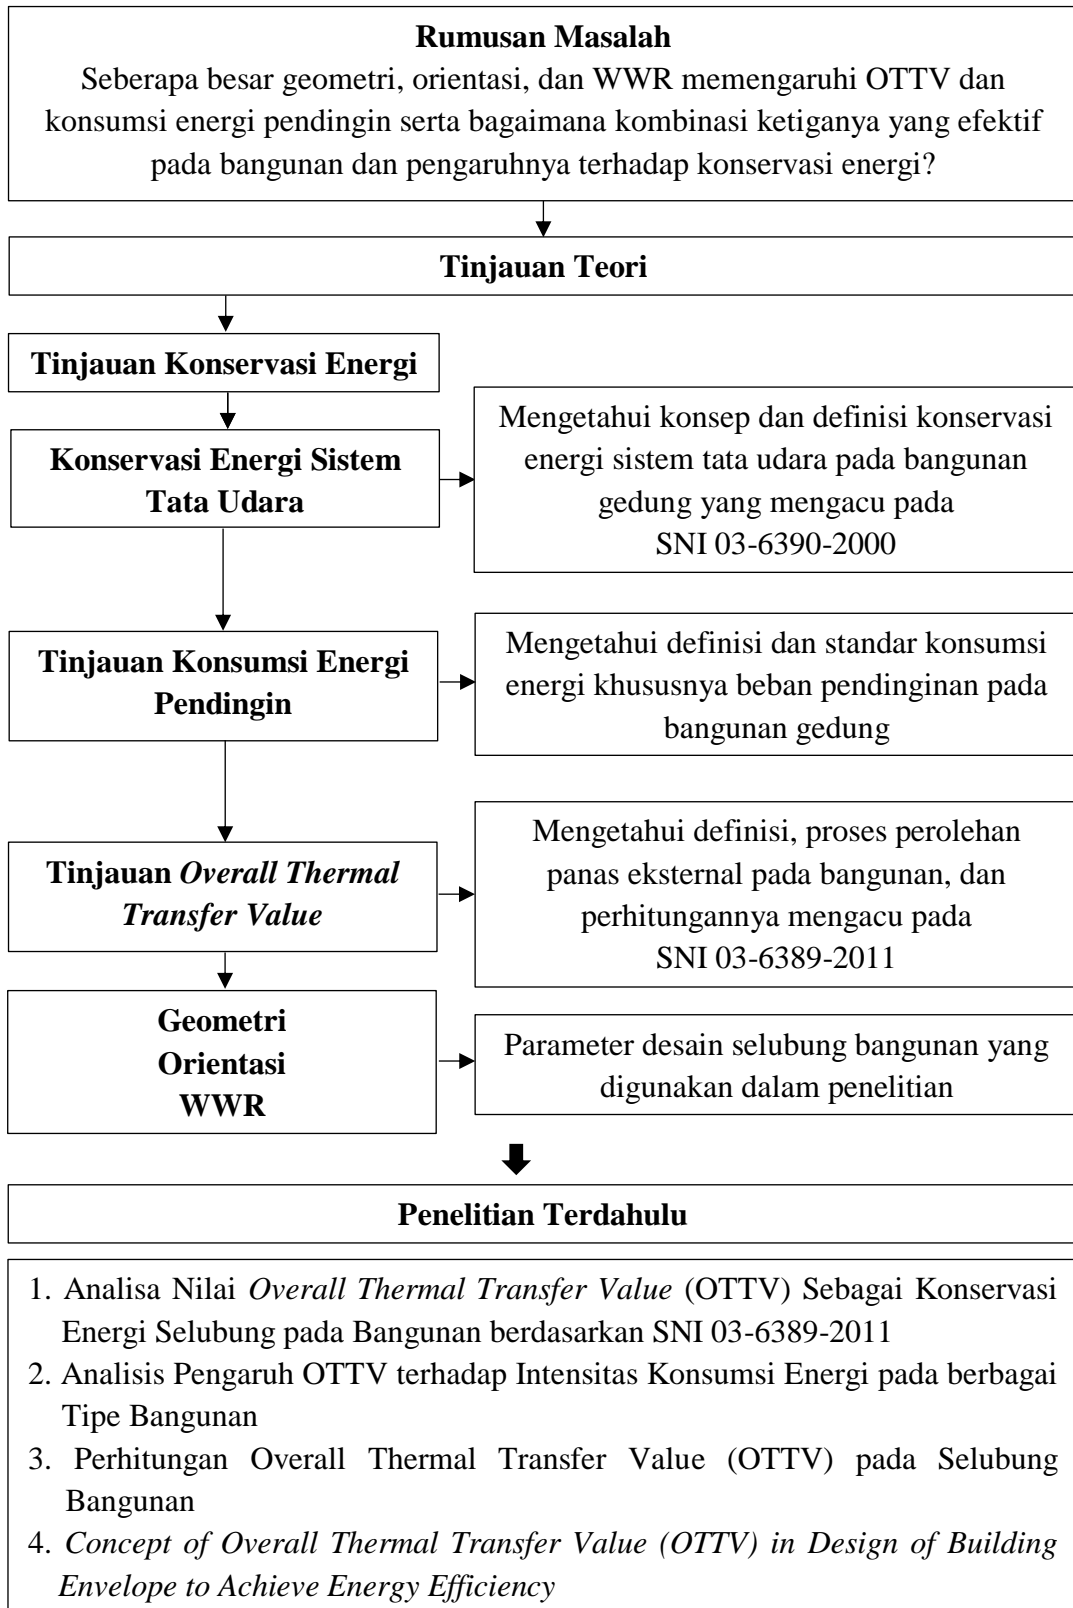 Rumusan Masalah
Seberapa besar geometri, orientasi, dan WWR memengaruhi OTTV dan
konsumsi energi pendingin serta bagaimana kombinasi ketiganya yang efektif
pada bangunan dan pengaruhnya terhadap konservasi energi?
Tinjauan Teori
Tinjauan Konservasi Energi
Konservasi Energi Sistem
Tata Udara
Mengetahui konsep dan definisi konservasi
energi sistem tata udara pada bangunan
gedung yang mengacu pada
SNI 03-6390-2000
Tinjauan Konsumsi Energi
Pendingin
Mengetahui definisi dan standar konsumsi
energi khususnya beban pendinginan pada
bangunan gedung
Tinjauan Overall Thermal
Transfer Value
Mengetahui definisi, proses perolehan
panas eksternal pada bangunan, dan
perhitungannya mengacu pada
SNI 03-6389-2011
Geometri
Orientasi
WWR
Parameter desain selubung bangunan yang
digunakan dalam penelitian
Penelitian Terdahulu
1. Analisa Nilai Overall Thermal Transfer Value (OTTV) Sebagai Konservasi
Energi Selubung pada Bangunan berdasarkan SNI 03-6389-2011
2. Analisis Pengaruh OTTV terhadap Intensitas Konsumsi Energi pada berbagai
Tipe Bangunan
3. Perhitungan Overall Thermal Transfer Value (OTTV) pada Selubung
Bangunan
4. Concept of Overall Thermal Transfer Value (OTTV) in Design of Building
Envelope to Achieve Energy Efficiency